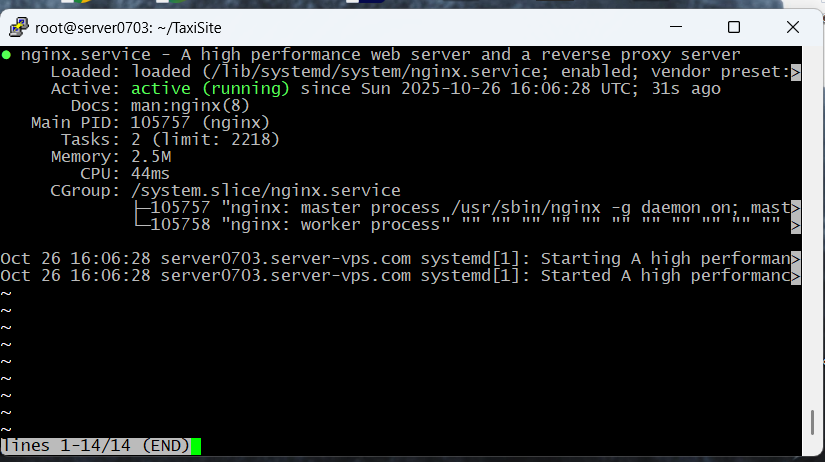 root@server0703: ~/TaxiSite
● nginx.service - A high performance web server and a reverse proxy server
     Loaded: loaded (/lib/systemd/system/nginx.service; enabled; vendor preset:>
     Active: active (running) since Sun 2025-10-26 16:06:28 UTC; 31s ago
       Docs: man:nginx(8)
   Main PID: 105757 (nginx)
      Tasks: 2 (limit: 2218)
     Memory: 2.5M
        CPU: 44ms
     CGroup: /system.slice/nginx.service
             ├─105757 "nginx: master process /usr/sbin/nginx -g daemon on; mast>
             └─105758 "nginx: worker process" "" "" "" "" "" "" "" "" "" "" "" >
Oct 26 16:06:28 server0703.server-vps.com systemd[1]: Starting A high performan>
Oct 26 16:06:28 server0703.server-vps.com systemd[1]: Started A high performanc>
~
~
~
~
~
~
~
~
~
lines 1-14/14 (END)